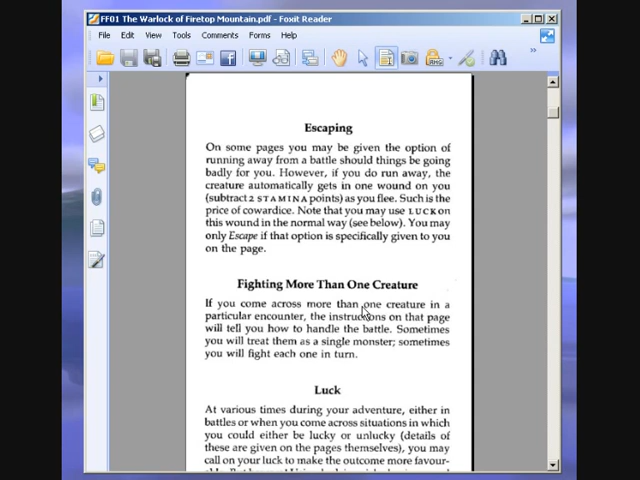 FF01 The Warlock of Firetop Mountain.pdf - Foxit Reader
File Edit View Tools Comments Forms Help
Escaping
On some pages you may be given the option of
running away from a battle should things be going
badly for you. However, if you do run away, the
creature automatically gets in one wound on you
(subtract 2 STAMINA points) as you flee. Such is the
price of cowardice. Note that you may use LUCK on
this wound in the normal way (see below). You may
only Escape if that option is specifically given to you
on the page.
Fighting More Than One Creature
If you come across more than one creature in a
particular encounter, the instructions on that page
will tell you how to handle the battle. Sometimes
you will treat them as a single monster; sometimes
you will fight each one in turn.
Luck
At various times during your adventure, either in
battles or when you come across situations in which
you could either be lucky or unlucky (details of
these are given on the pages themselves), you may
call on your luck to make the outcome more favour-